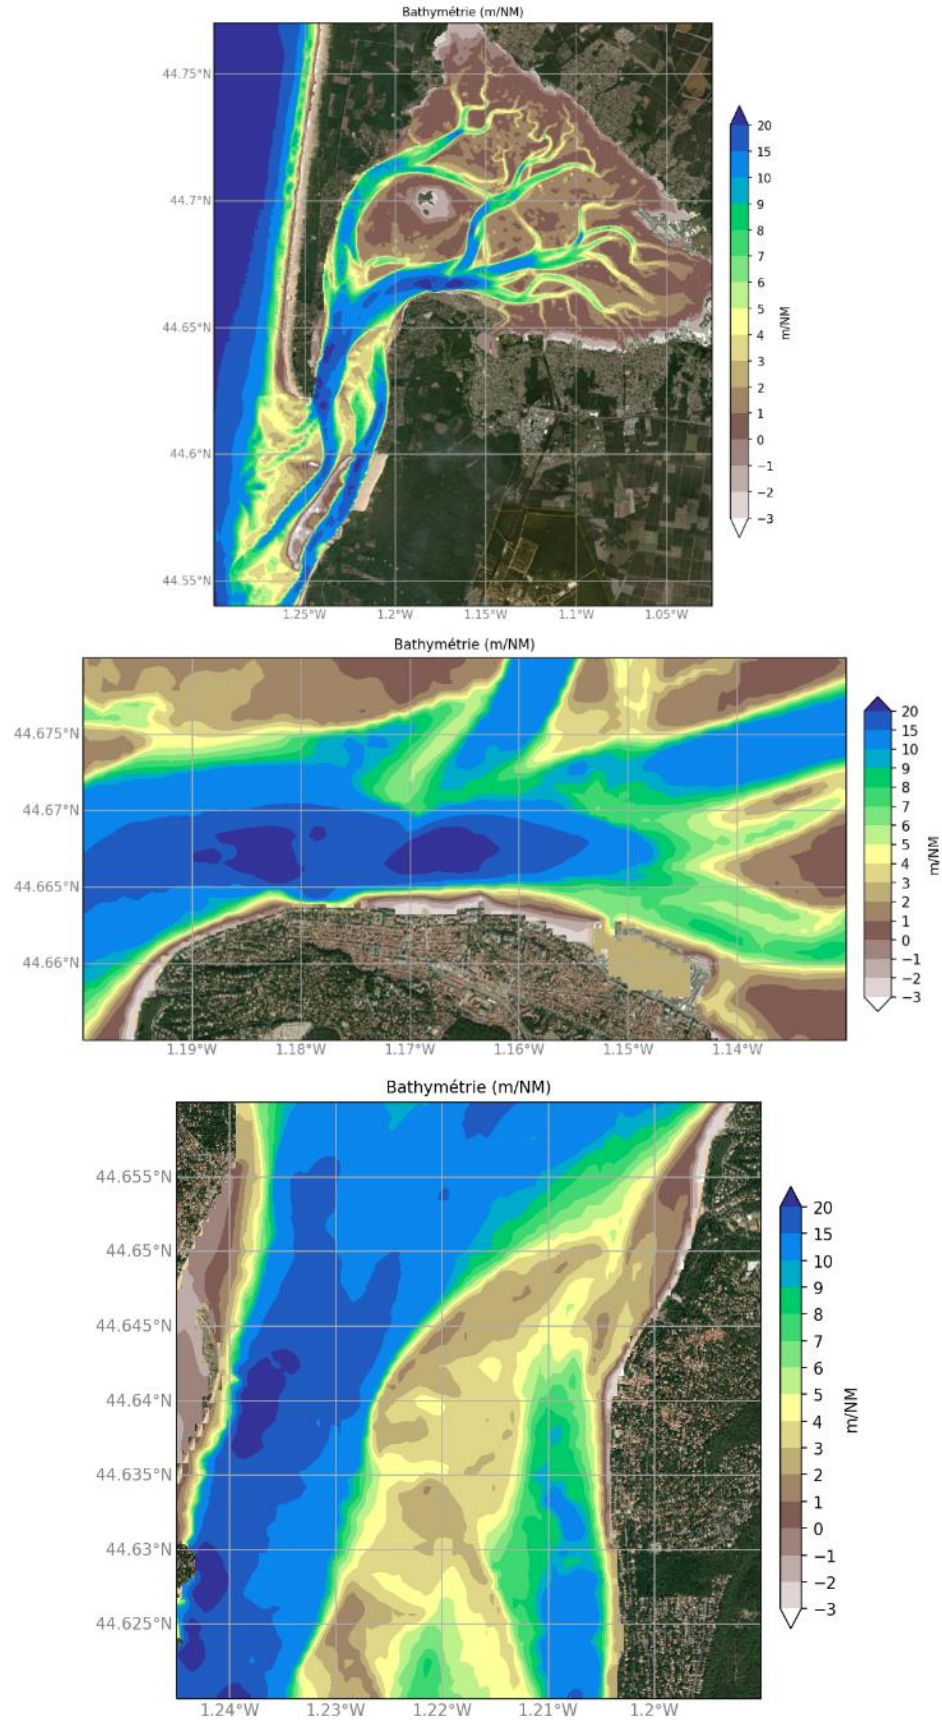 Bathymétrie (m/NM)
44.75°N
44.7°N
44.65°N
44.6°N
44.55°N
1.25°W 1.2°W 1.15°W 1.1°W 1.05°W
20
15
10
9
8
7
6
5
4
3
2
1
0
−1
−2
−3
m/NM
Bathymétrie (m/NM)
44.675°N
44.67°N
44.665°N
44.66°N
1.19°W 1.18°W 1.17°W 1.16°W 1.15°W 1.14°W
20
15
10
9
8
7
6
5
4
3
2
1
0
−1
−2
−3
m/NM
Bathymétrie (m/NM)
44.655°N
44.65°N
44.645°N
44.64°N
44.635°N
44.63°N
44.625°N
1.24°W 1.23°W 1.22°W 1.21°W 1.2°W
20
15
10
9
8
7
6
5
4
3
2
1
0
−1
−2
−3
m/NM